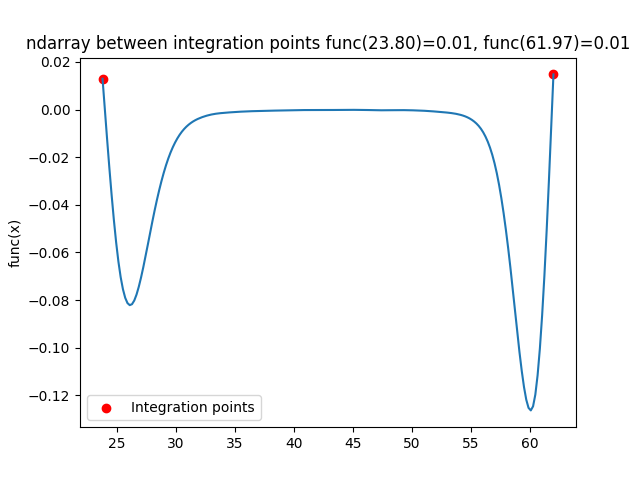 ndarray between integration points func(23.80)=0.01, func(61.97)=0.01
0.02
0.00
−0.02
−0.04
−0.06
−0.08
−0.10
−0.12
func(x)
Integration points
25 30 35 40 45 50 55 60